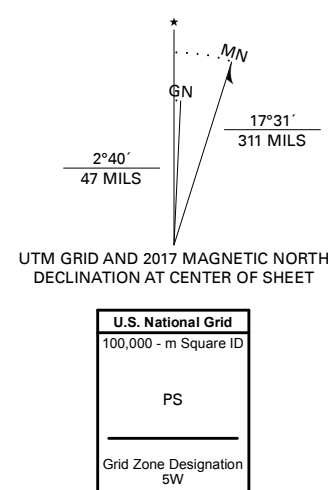 MN
GN
17°31´
311 MILS
2°40´
47 MILS
UTM GRID AND 2017 MAGNETIC NORTH
DECLINATION AT CENTER OF SHEET
U.S. National Grid
100,000 - m Square ID
PS
Grid Zone Designation
5W